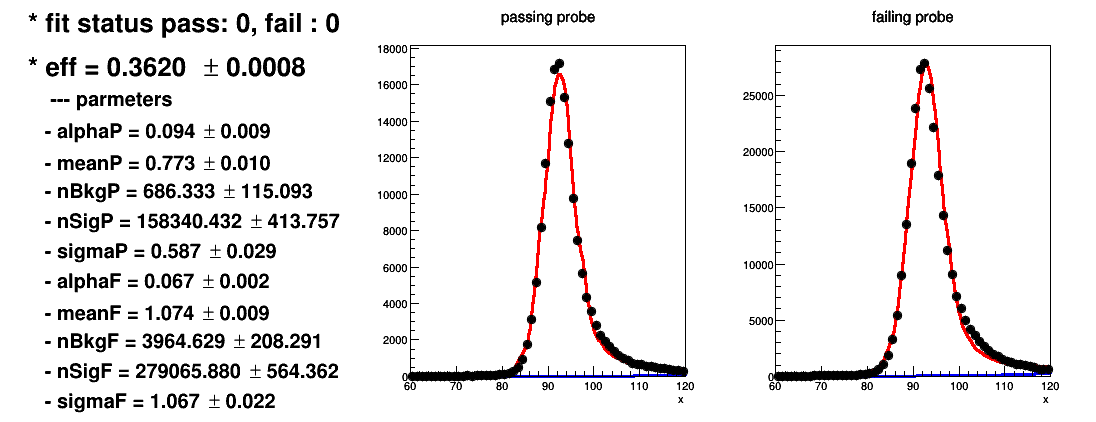 * fit status pass: 0, fail : 0
* eff = 0.3620 ± 0.0008
--- parmeters
- alphaP = 0.094 ± 0.009
- meanP = 0.773 ± 0.010
- nBkgP = 686.333 ± 115.093
- nSigP = 158340.432 ± 413.757
- sigmaP = 0.587 ± 0.029
- alphaF = 0.067 ± 0.002
- meanF = 1.074 ± 0.009
- nBkgF = 3964.629 ± 208.291
- nSigF = 279065.880 ± 564.362
- sigmaF = 1.067 ± 0.022
passing probe
18000
16000
14000
12000
10000
8000
6000
4000
2000
0
60 70 80 90 100 110 120
x
failing probe
25000
20000
15000
10000
5000
0
60 70 80 90 100 110 120
x